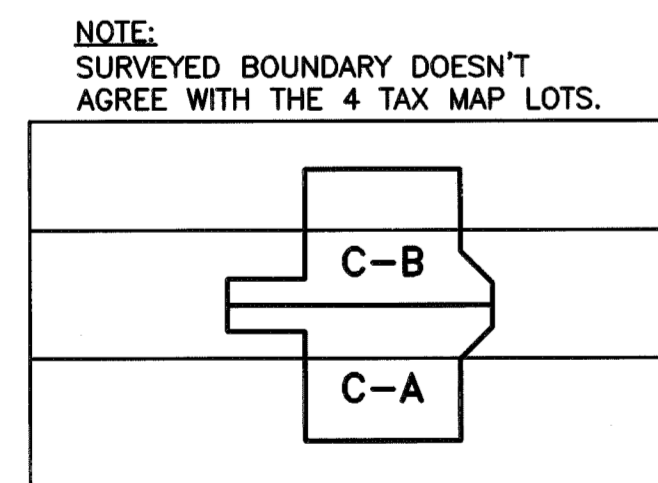 NOTE:
SURVEYED BOUNDARY DOESN'T
AGREE WITH THE 4 TAX MAP LOTS.
C-B
C-A